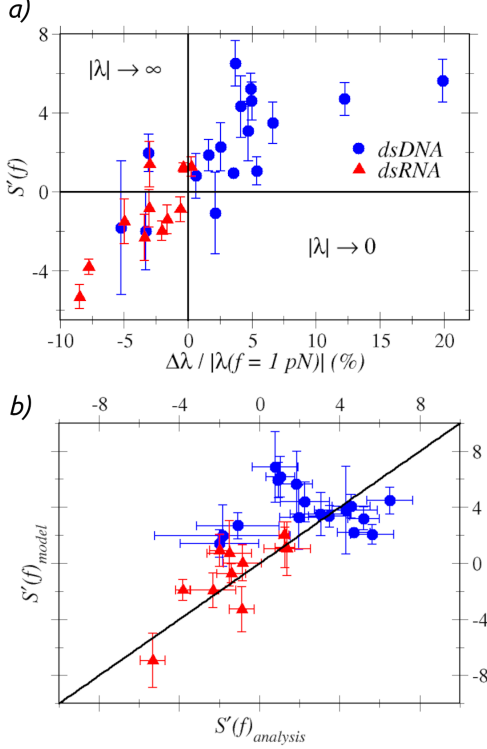 a)
8
4
0
-4
S'(f)
|λ| → ∞
dsDNA
dsRNA
|λ| → 0
-10 -5 0 5 10 15 20
Δλ / |λ(f = 1 pN)| (%)
b)
-8 -4 0 4 8
8
4
0
-4
-8
S'(f)model
S'(f)analysis